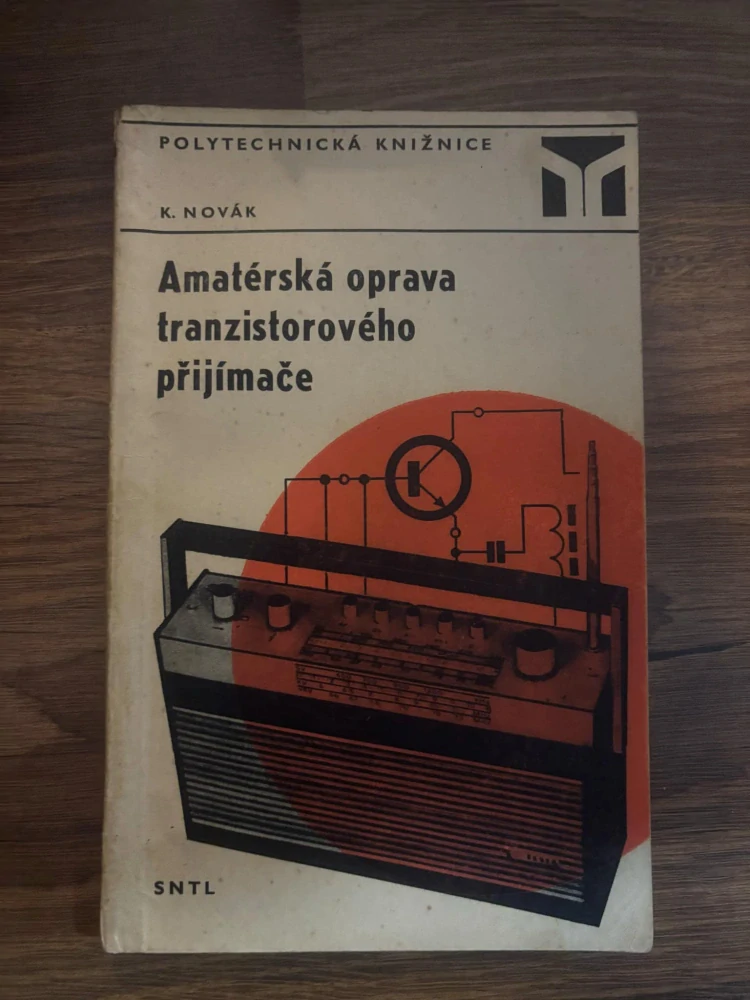 POLYTECHNICKÁ KNIŽNICE
K. NOVÁK
Amatérská oprava
tranzistorového
přijímače
SNTL